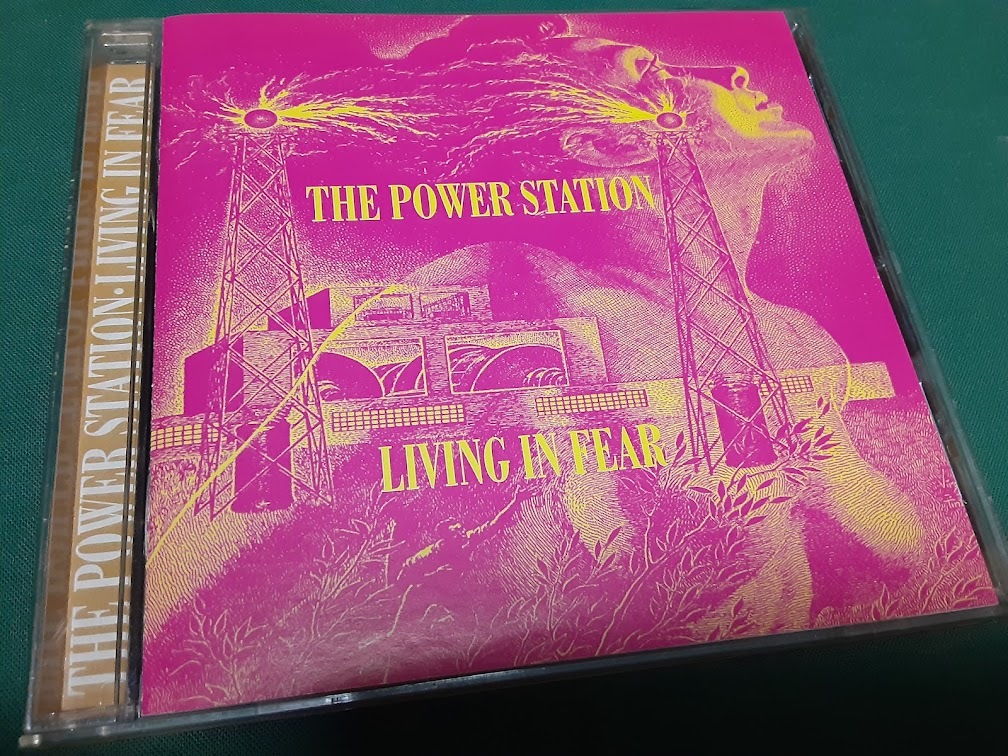 THE POWER STATION
LIVING IN FEAR
THE POWER STATION·LIVING IN FEAR